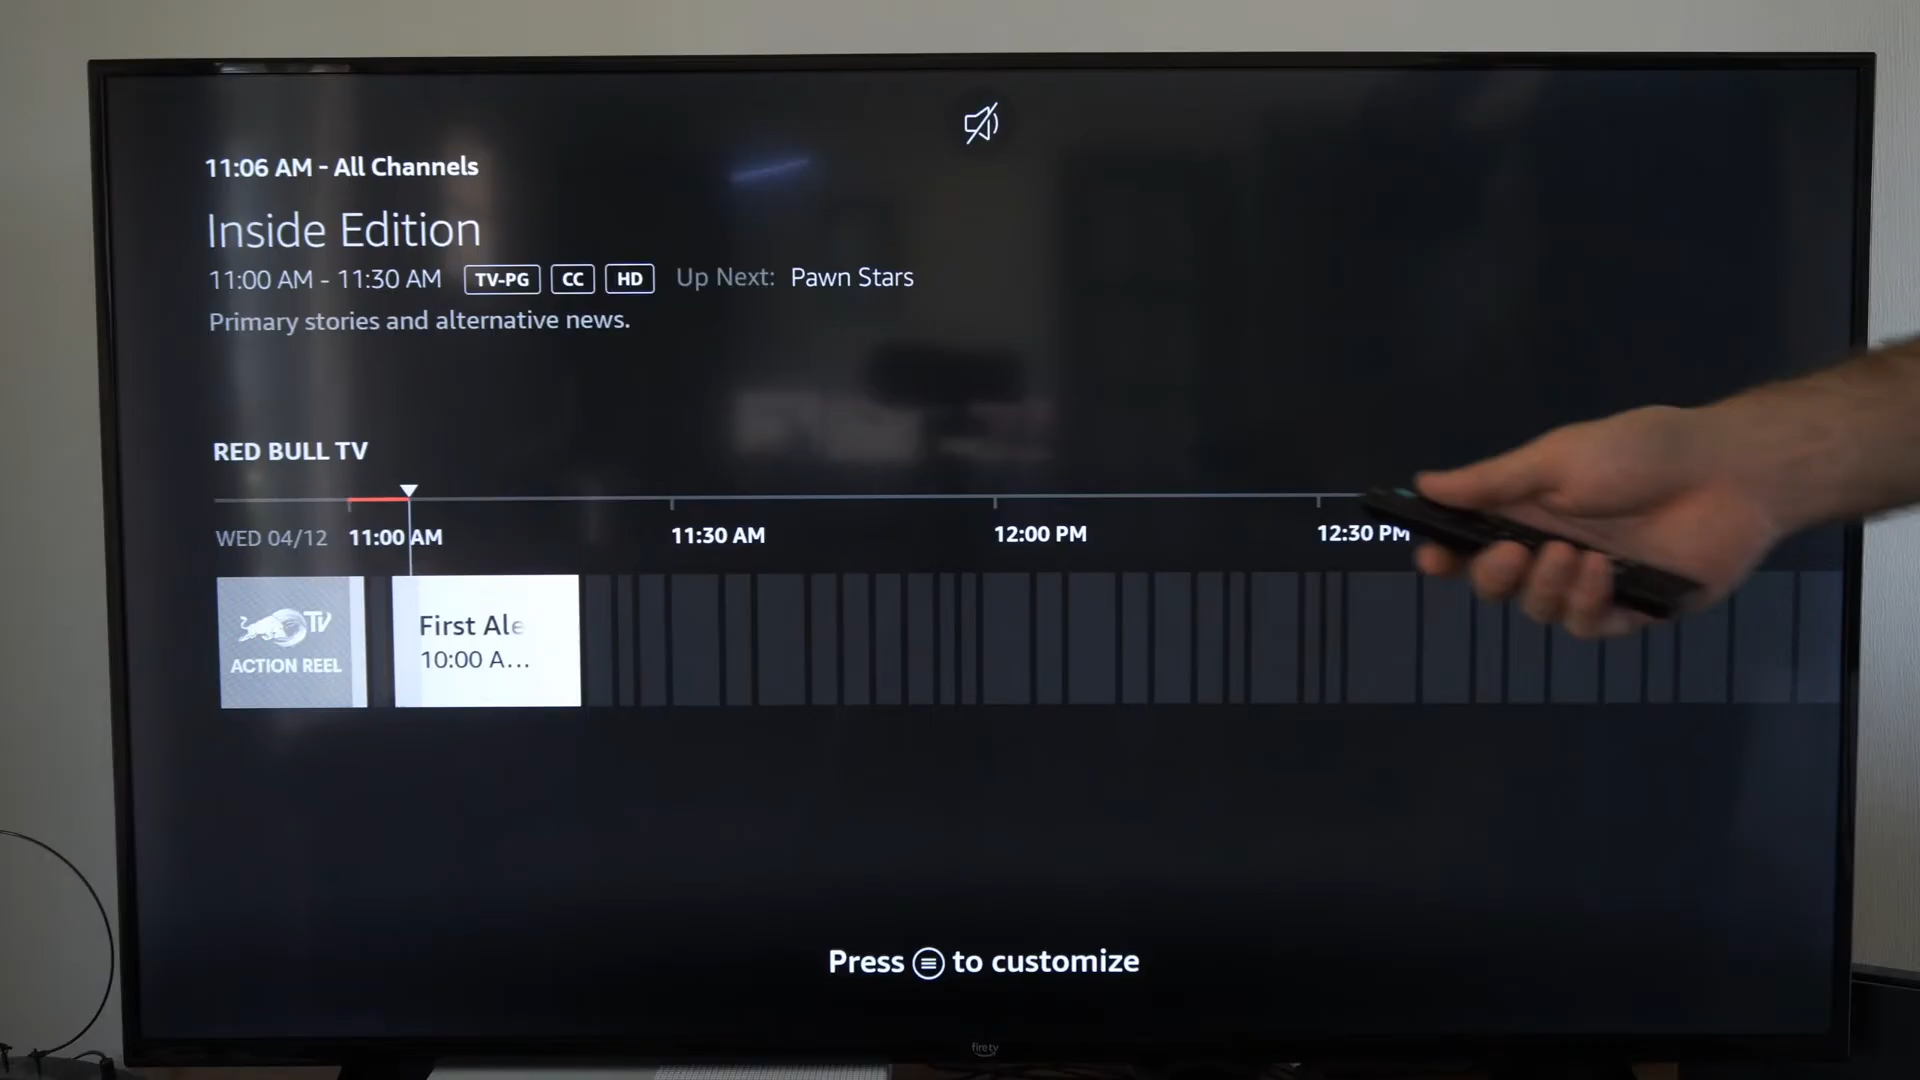 11:06 AM - All Channels
Inside Edition
11:00 AM - 11:30 AM TV-PG CC HD Up Next: Pawn Stars
Primary stories and alternative news.
RED BULL TV
WED 04/12 11:00 AM 11:30 AM 12:00 PM 12:30 PM
TV
ACTION REEL
First Ale
10:00 A...
Press to customize
firetv